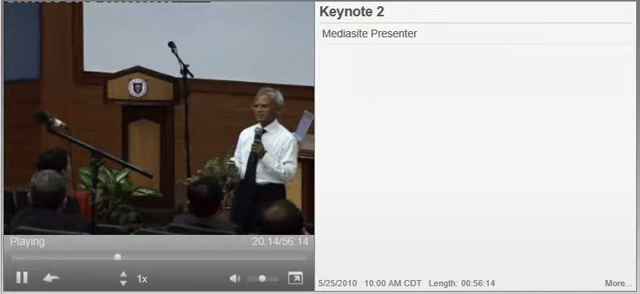 Keynote 2
Mediasite Presenter
Playing
20:14/56:14
1x
5/25/2010 10:00 AM CDT Length: 00:56:14
More...